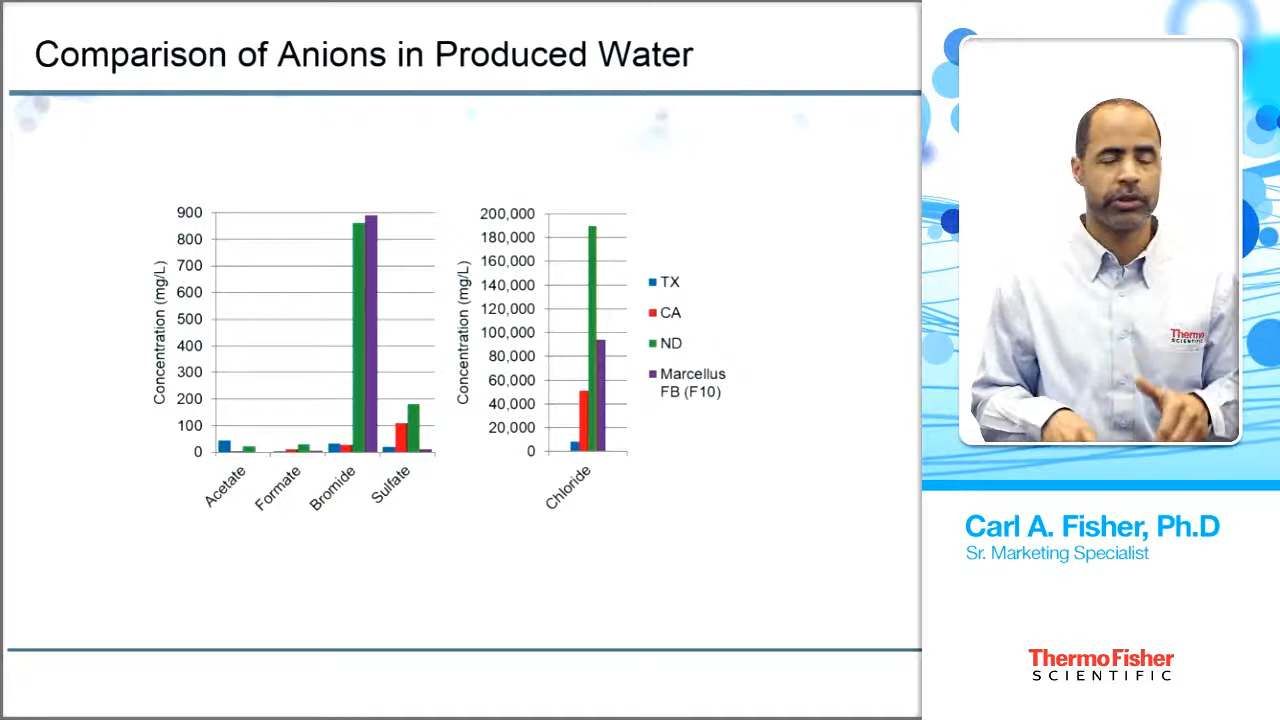 Comparison of Anions in Produced Water
900
800
700
600
500
400
300
200
100
0
Concentration (mg/L)
Acetate
Formate
Bromide
Sulfate
200,000
180,000
160,000
140,000
120,000
100,000
80,000
60,000
40,000
20,000
0
Concentration (mg/L)
Chloride
TX
CA
ND
Marcellus
FB (F10)
Thermo
SCIENTIFIC
Carl A. Fisher, Ph.D
Sr. Marketing Specialist
ThermoFisher
SCIENTIFIC